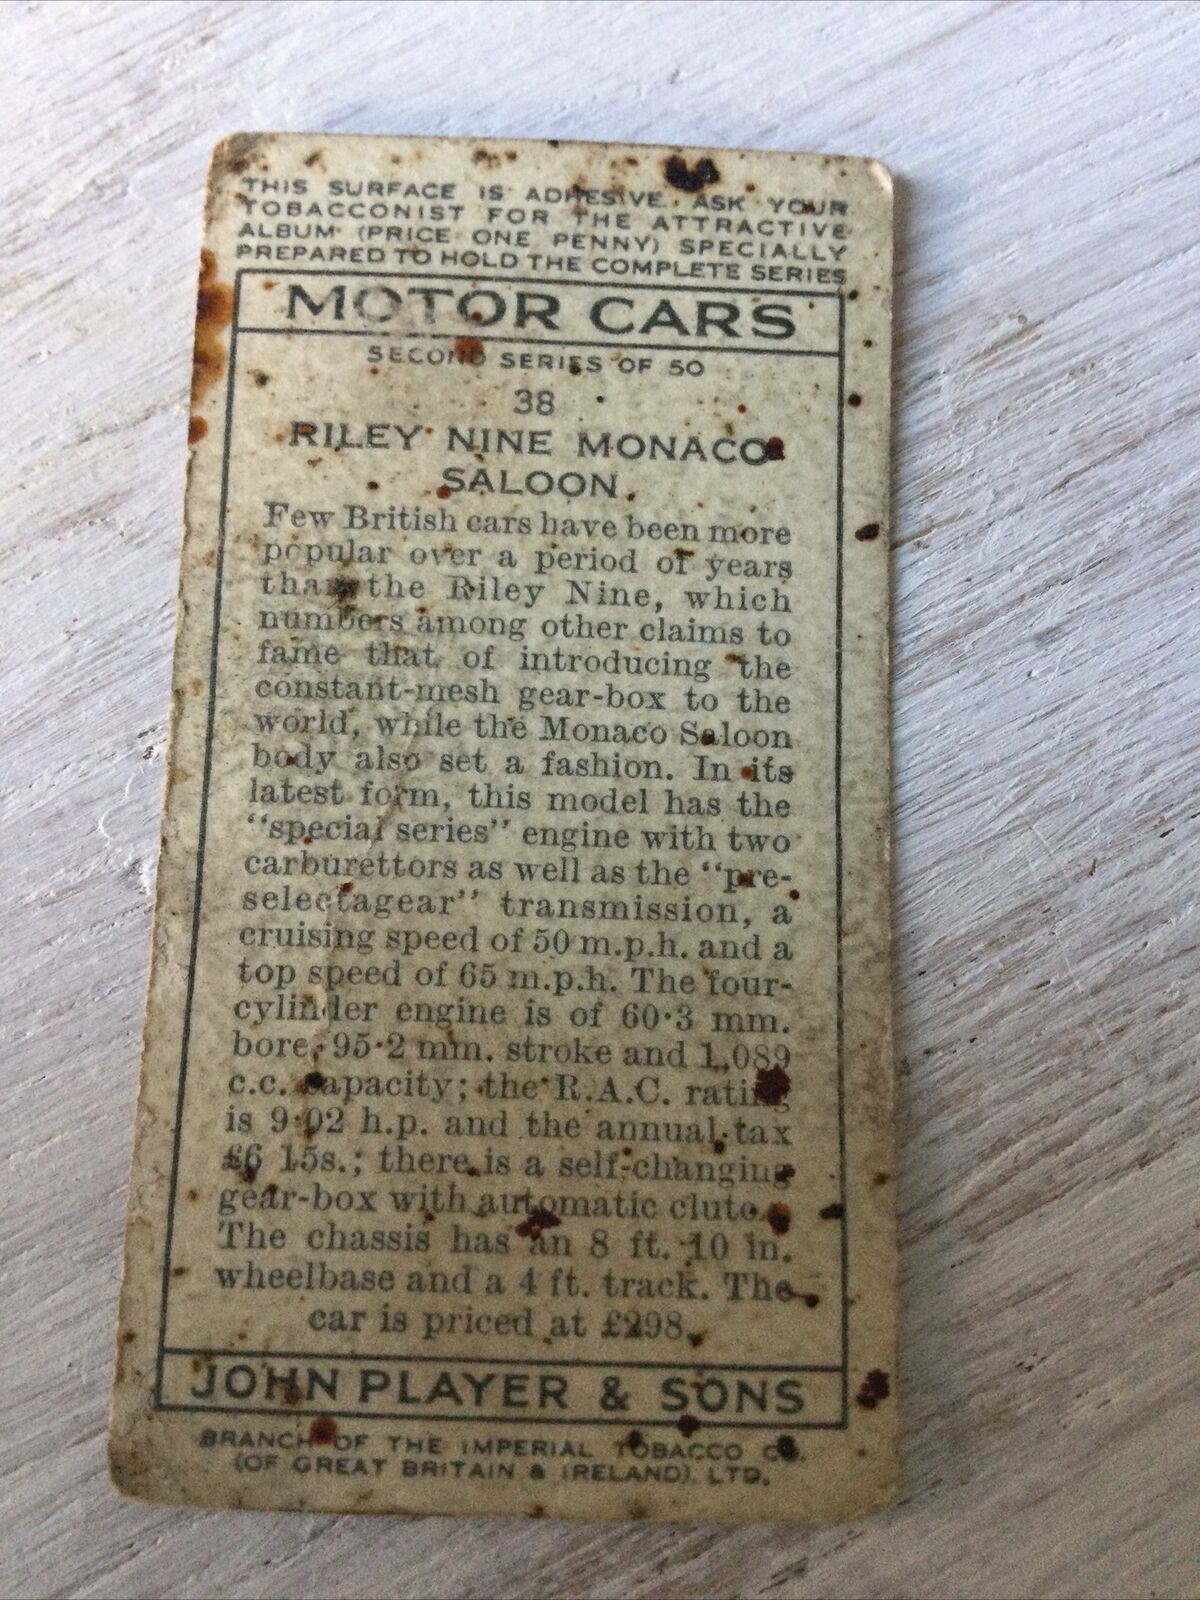 THIS SURFACE IS ADHESIVE. ASK YOUR
TOBACCONIST FOR THE ATTRACTIVE
ALBUM (PRICE ONE PENNY) SPECIALLY
PREPARED TO HOLD THE COMPLETE SERIES
MOTOR CARS
SECOND SERIES OF 50
38
RILEY NINE MONACO
SALOON.
Few British cars have been more
popular over a period of years
than the Riley Nine, which
numbers among other claims to
fame that of introducing the
constant-mesh gear-box to the
world, while the Monaco Saloon
body also set a fashion. In its
latest form, this model has the
"special series" engine with two
carburettors as well as the "pre-
selectagear" transmission, a
cruising speed of 50 m.p.h. and a
top speed of 65 m.p.h. The four-
cylinder engine is of 60·3 mm.
bore, 95·2 mm. stroke and 1,089
c.c. capacity; the R.A.C. rating
is 9·02 h.p. and the annual tax
£6 15s.; there is a self-changing
gear-box with automatic clutch.
The chassis has an 8 ft. 10 in.
wheelbase and a 4 ft. track. The
car is priced at £298.
JOHN PLAYER & SONS
BRANCH OF THE IMPERIAL TOBACCO CO.
(OF GREAT BRITAIN & IRELAND), LTD.